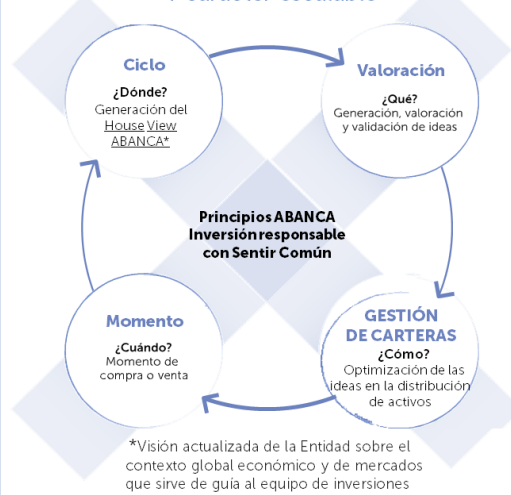 Ciclo
¿Dónde?
Generación del
House View
ABANCA*
Valoración
¿Qué?
Generación, valoración
y validación de ideas
Principios ABANCA
Inversión responsable
con Sentir Común
Momento
¿Cuándo?
Momento de
compra o venta
GESTIÓN
DE CARTERAS
¿Cómo?
Optimización de las
ideas en la distribución
de activos
*Visión actualizada de la Entidad sobre el
contexto global económico y de mercados
que sirve de guía al equipo de inversiones